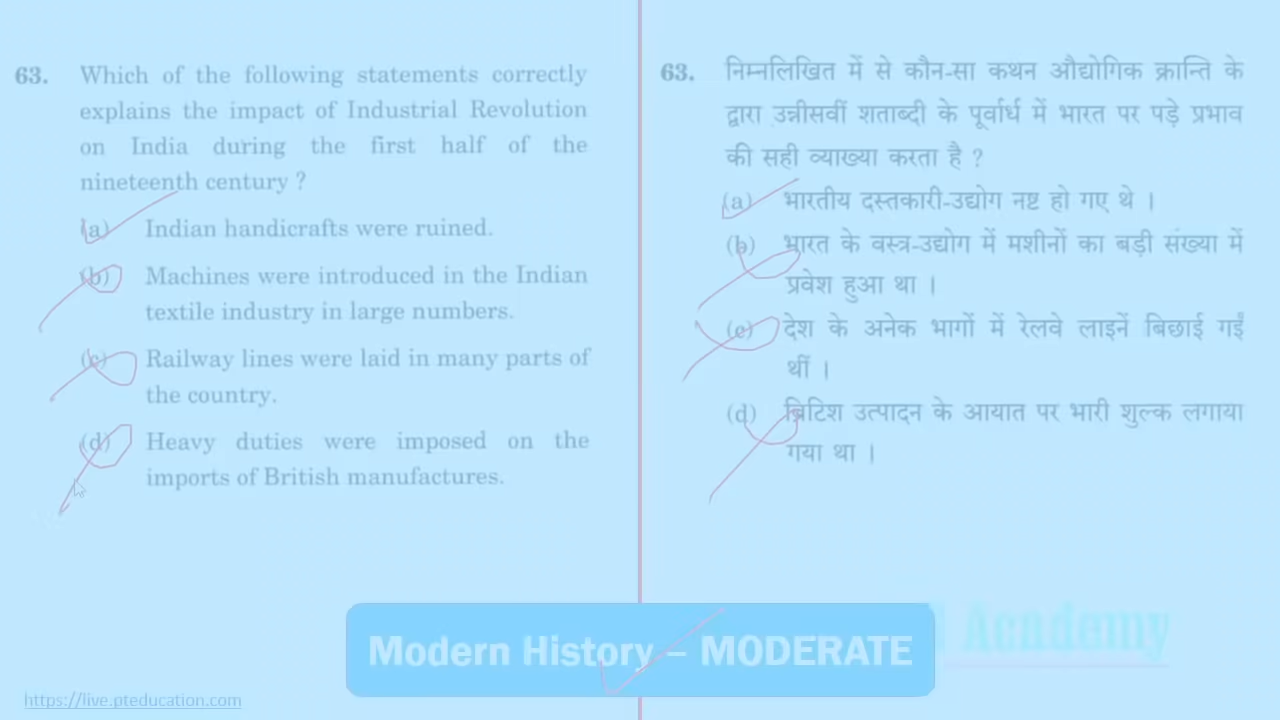 63. Which of the following statements correctly
explains the impact of Industrial Revolution
on India during the first half of the
nineteenth century ?
(a) Indian handicrafts were ruined.
(b) Machines were introduced in the Indian
textile industry in large numbers.
(c) Railway lines were laid in many parts of
the country.
(d) Heavy duties were imposed on the
imports of British manufactures.
63. निम्नलिखित में से कौन-सा कथन औद्योगिक क्रान्ति के
द्वारा उन्नीसवीं शताब्दी के पूर्वार्ध में भारत पर पड़े प्रभाव
की सही व्याख्या करता है ?
(a) भारतीय दस्तकारी-उद्योग नष्ट हो गए थे ।
(b) भारत के वस्त्र-उद्योग में मशीनों का बड़ी संख्या में
प्रवेश हुआ था ।
(c) देश के अनेक भागों में रेलवे लाइनें बिछाई गईं
थीं ।
(d) ब्रिटिश उत्पादन के आयात पर भारी शुल्क लगाया
गया था ।
Modern History – MODERATE
Academy
https://live.pteducation.com